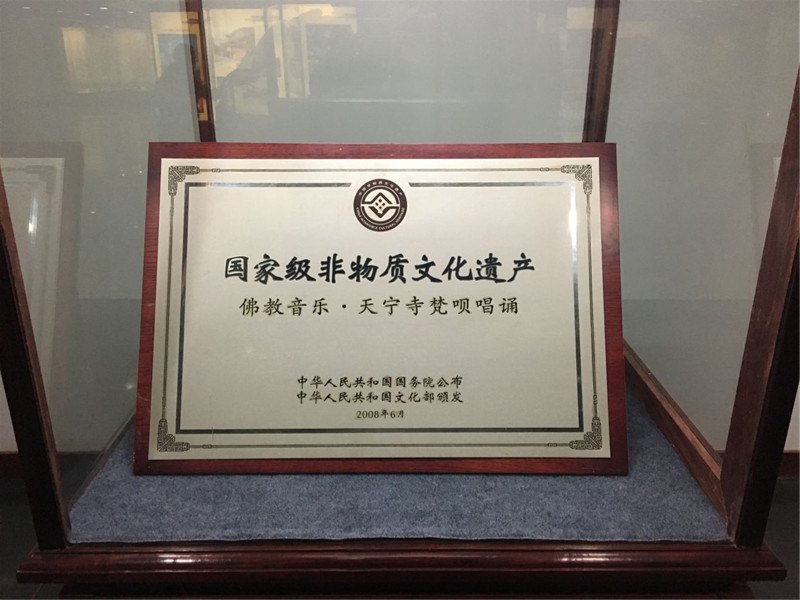 国家级非物质文化遗产
佛教音乐·天宁寺梵呗唱诵
中华人民共和国国务院公布
中华人民共和国文化部颁发
2008年6月